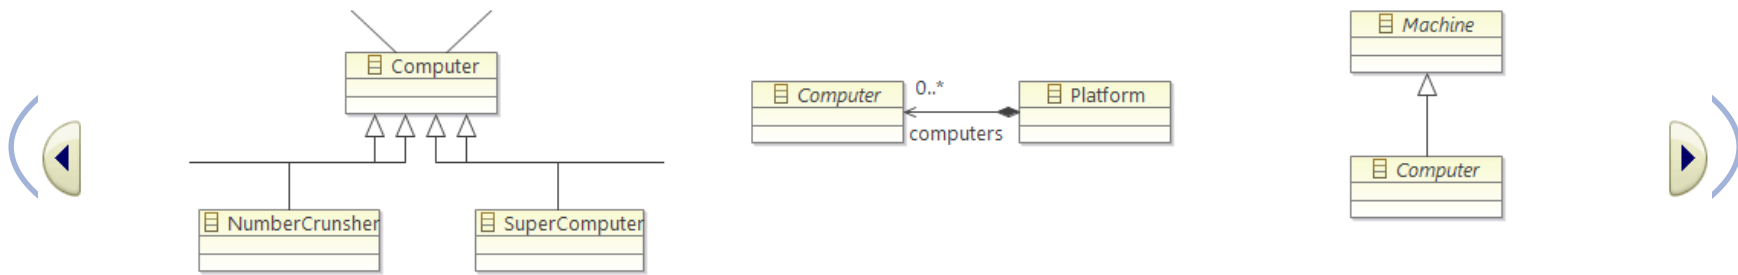 Computer
NumberCrunsher
SuperComputer
Computer
0..*
computers
Platform
Machine
Computer